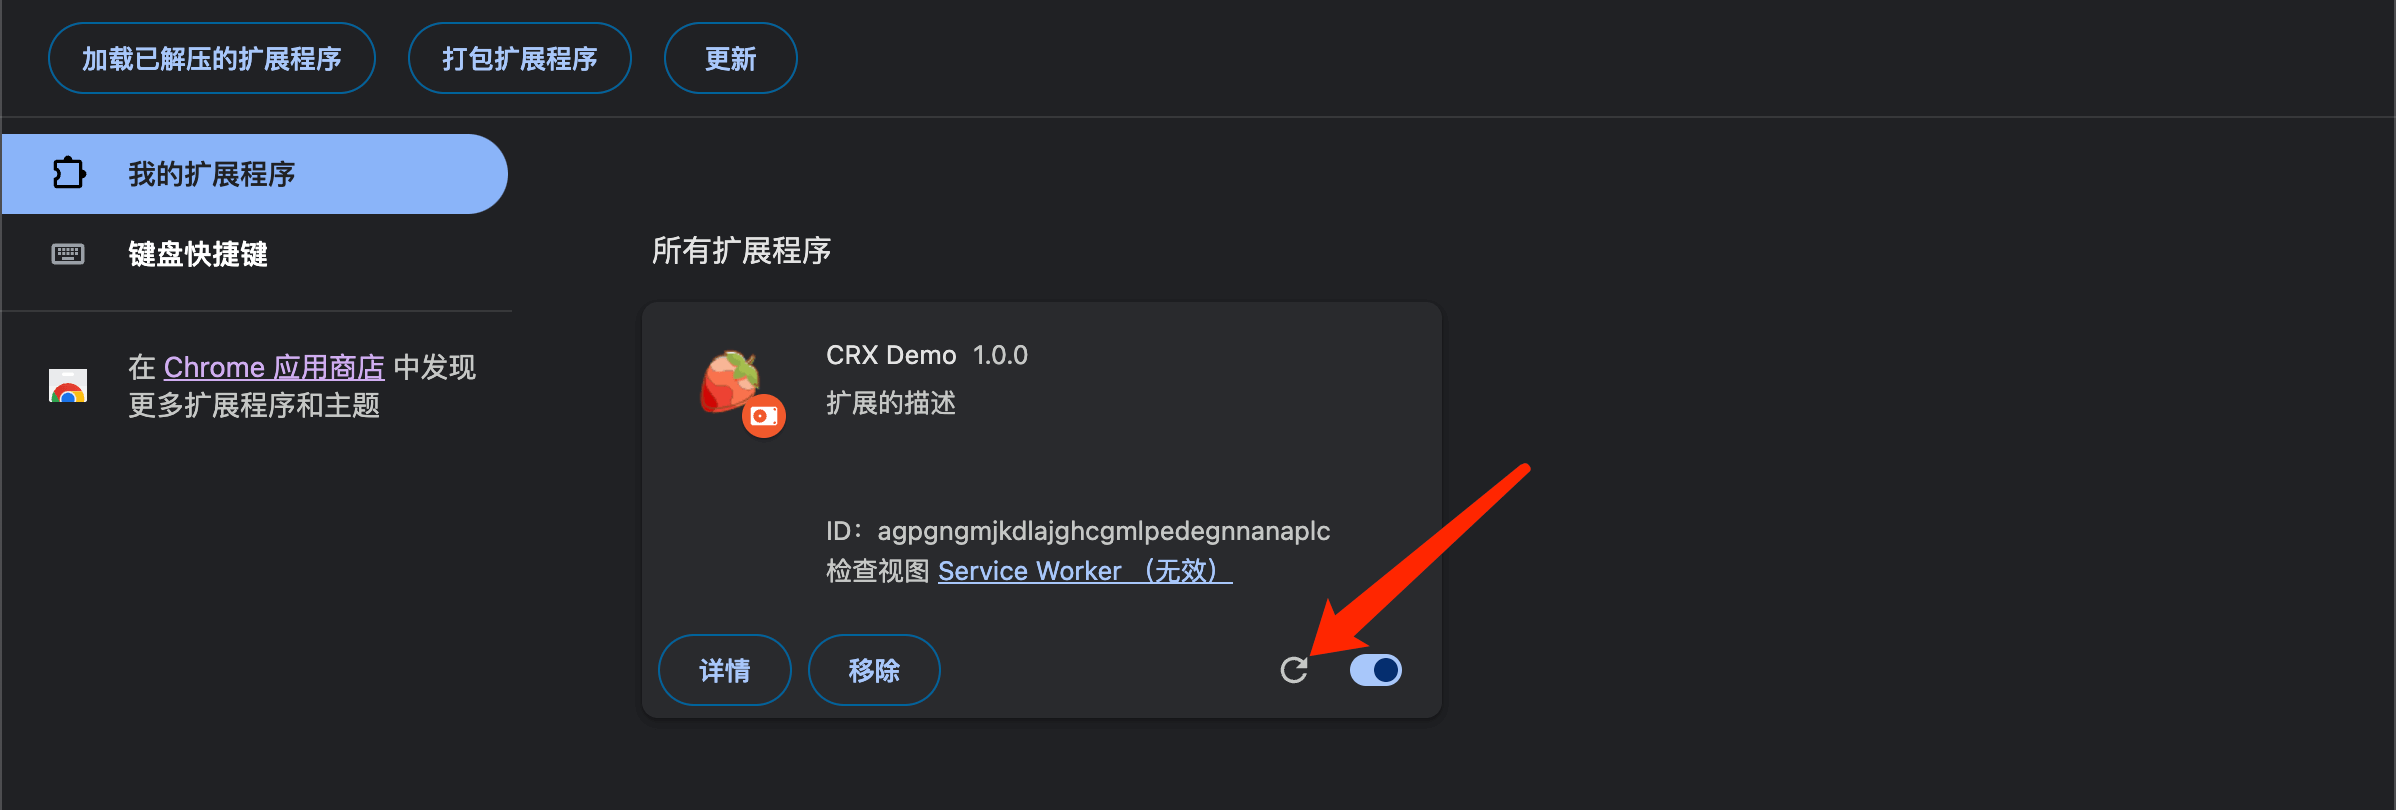 加载已解压的扩展程序
打包扩展程序
更新
我的扩展程序
键盘快捷键
在 Chrome 应用商店 中发现
更多扩展程序和主题
所有扩展程序
CRX Demo 1.0.0
扩展的描述
ID：agpgngmjkdlajghcgmlpedegnnanaplc
检查视图 Service Worker （无效）
详情
移除